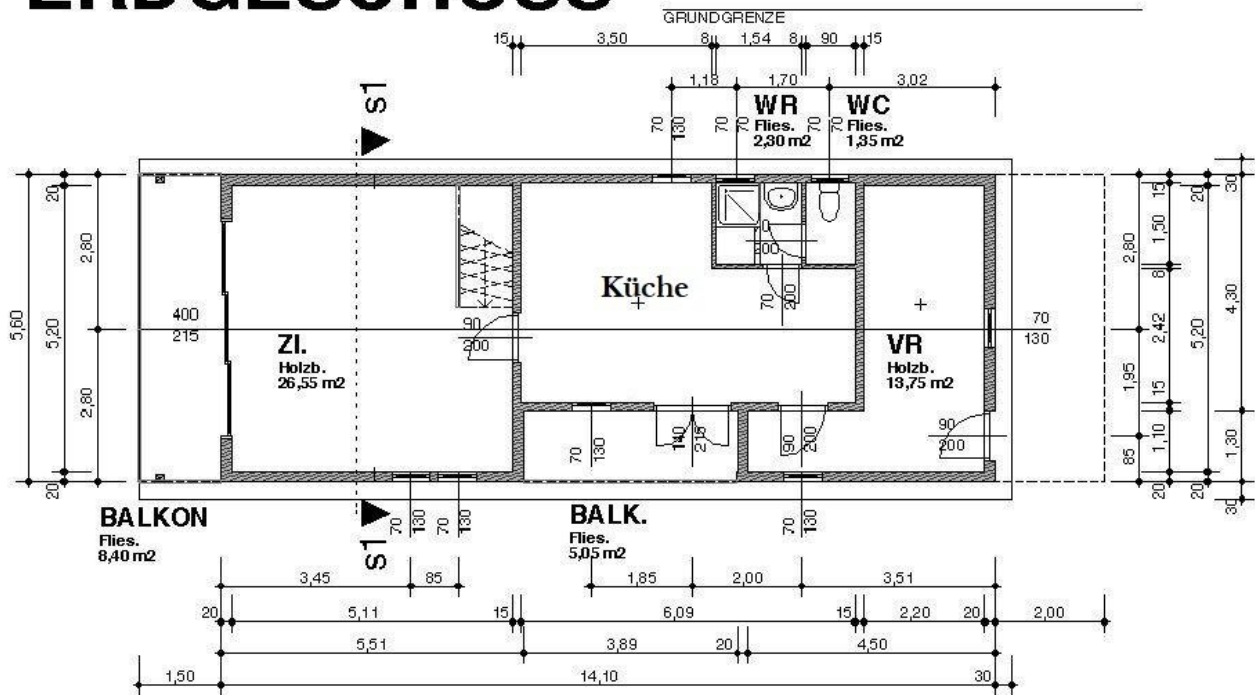 ERDGESCHOSS
GRUNDGRENZE
15 3,50 8 1,54 8 90 15
1,18 1,70 3,02
s1
70 130
70 70
70 70
WR
Flies.
2,30 m2
WC
Flies.
1,35 m2
20
2,80
5,60
5,20
2,80
20
400
215
ZI.
Holzb.
26,55 m2
90
200
Küche
200
70 200
VR
Holzb.
13,75 m2
70
130
90
200
70 130
140 215
90 200
2,80
1,95
85
15
1,50
8
2,42
15
1,10
20
20
5,20
20
30
4,30
1,30
30
BALKON
Flies.
8,40 m2
s1
70 130
70 130
BALK.
Flies.
5,05 m2
70 130
3,45 85 1,85 2,00 3,51
20 5,11 15 6,09 15 2,20 20 2,00
5,51 3,89 20 4,50
1,50 14,10 30